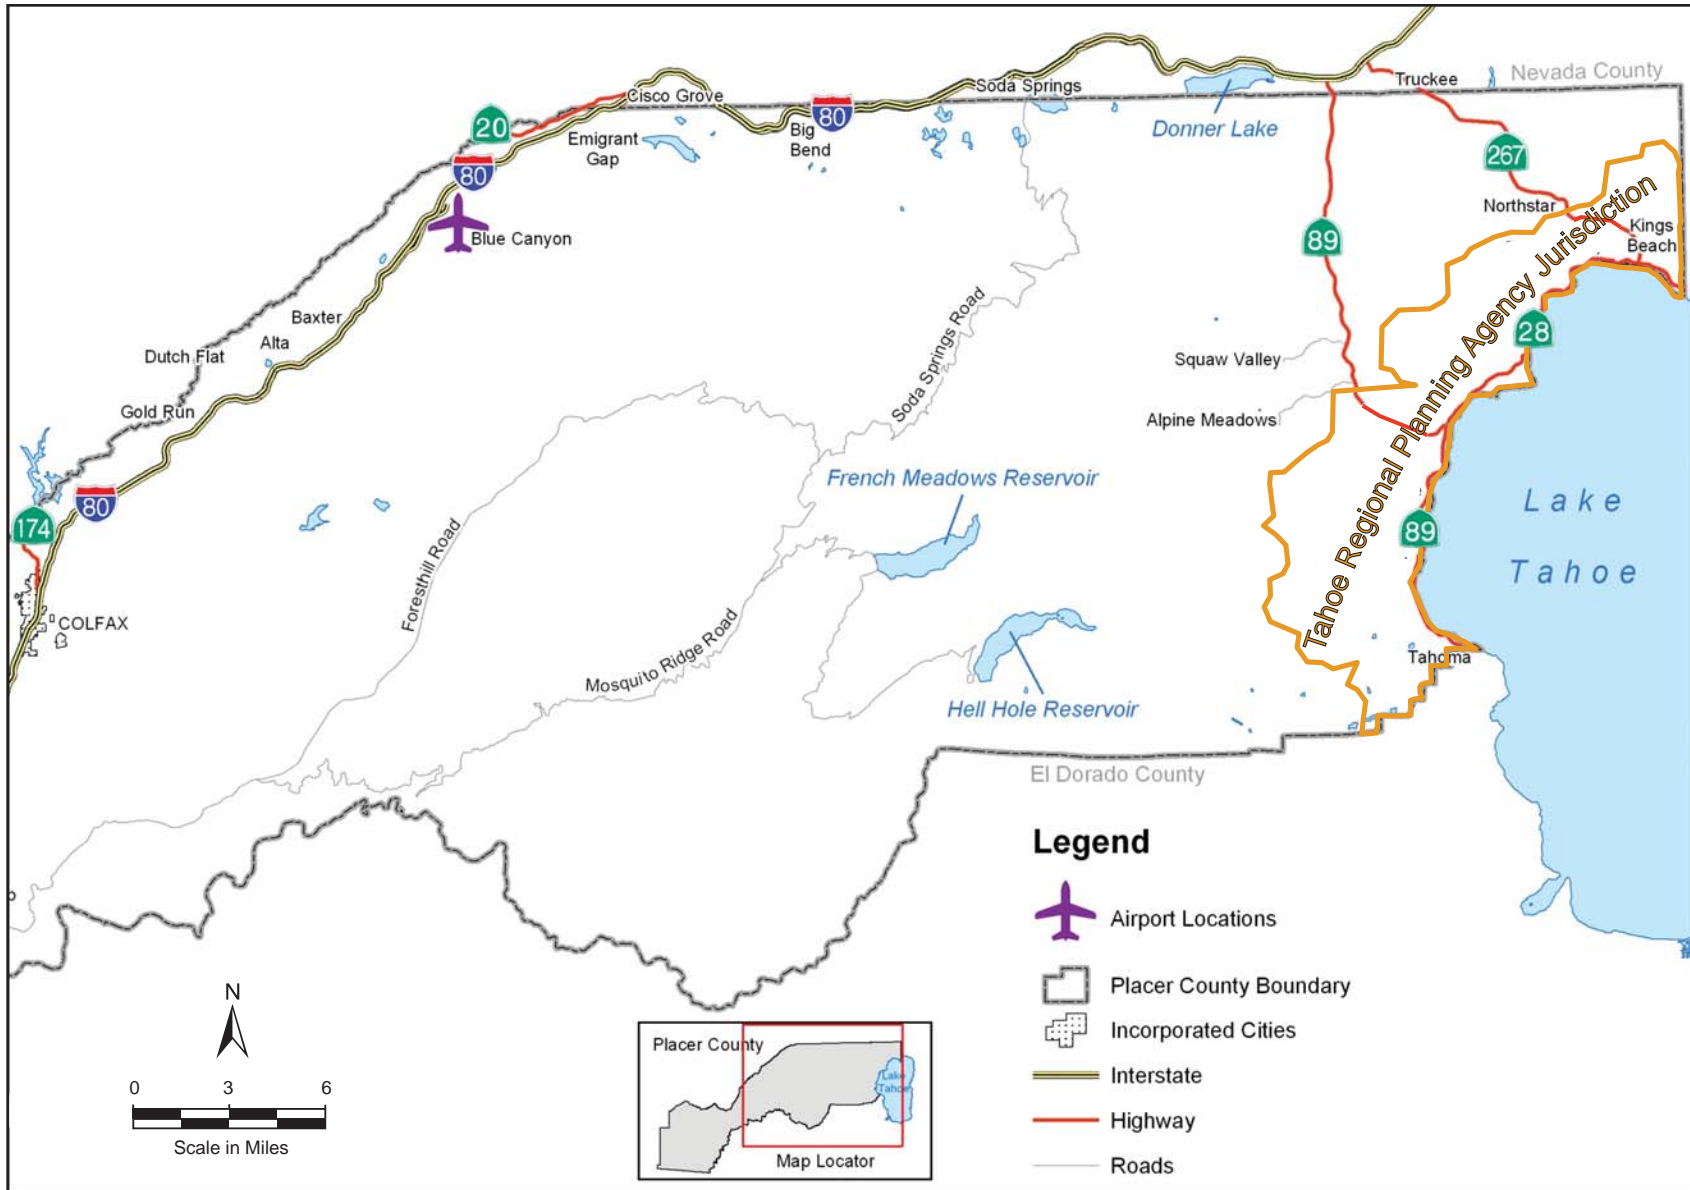 Nevada County
Truckee
Soda Springs
Cisco Grove
20
80
Big
Bend
Emigrant
Gap
Donner Lake
267
80
Northstar
Kings
Beach
89
Blue Canyon
Tahoe Regional Planning Agency Jurisdiction
Baxter
Alta
Dutch Flat
Gold Run
Soda Springs Road
28
Squaw Valley
Alpine Meadows
French Meadows Reservoir
80
174
Lake
Tahoe
89
Foresthill Road
COLFAX
Mosquito Ridge Road
Tahoma
Hell Hole Reservoir
El Dorado County
Legend
Airport Locations
Placer County Boundary
Incorporated Cities
Interstate
Highway
Roads
N
0 3 6
Scale in Miles
Placer County
Lake
Tahoe
Map Locator